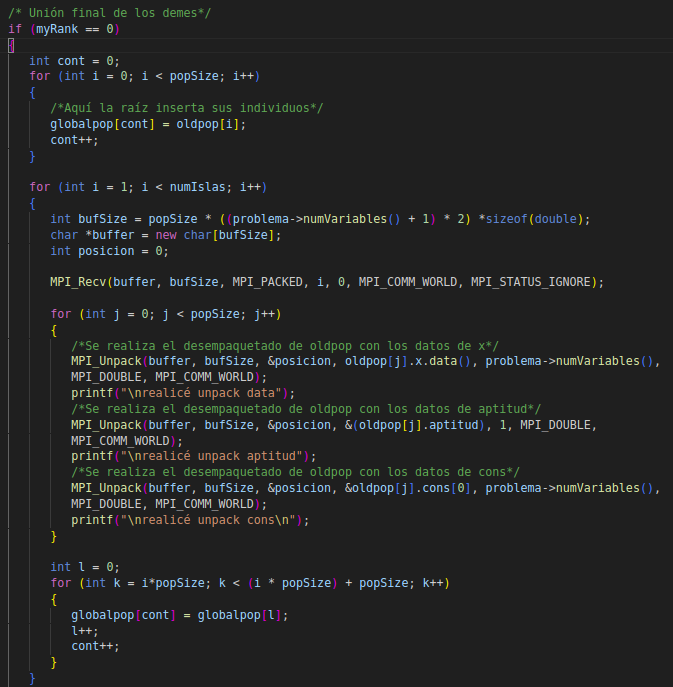 /* Unión final de los demes*/
if (myRank == 0)
{
int cont = 0;
for (int i = 0; i < popSize; i++)
{
/*Aquí la raíz inserta sus individuos*/
globalpop[cont] = oldpop[i];
cont++;
}
for (int i = 1; i < numIslas; i++)
{
int bufSize = popSize * ((problema->numVariables() + 1) * 2) *sizeof(double);
char *buffer = new char[bufSize];
int posicion = 0;
MPI_Recv(buffer, bufSize, MPI_PACKED, i, 0, MPI_COMM_WORLD, MPI_STATUS_IGNORE);
for (int j = 0; j < popSize; j++)
{
/*Se realiza el desempaquetado de oldpop con los datos de x*/
MPI_Unpack(buffer, bufSize, &posicion, oldpop[j].x.data(), problema->numVariables(),
MPI_DOUBLE, MPI_COMM_WORLD);
printf("\nrealicé unpack data");
/*Se realiza el desempaquetado de oldpop con los datos de aptitud*/
MPI_Unpack(buffer, bufSize, &posicion, &(oldpop[j].aptitud), 1, MPI_DOUBLE,
MPI_COMM_WORLD);
printf("\nrealicé unpack aptitud");
/*Se realiza el desempaquetado de oldpop con los datos de cons*/
MPI_Unpack(buffer, bufSize, &posicion, &oldpop[j].cons[0], problema->numVariables(),
MPI_DOUBLE, MPI_COMM_WORLD);
printf("\nrealicé unpack cons\n");
}
int l = 0;
for (int k = i*popSize; k < (i * popSize) + popSize; k++)
{
globalpop[cont] = globalpop[l];
l++;
cont++;
}
}